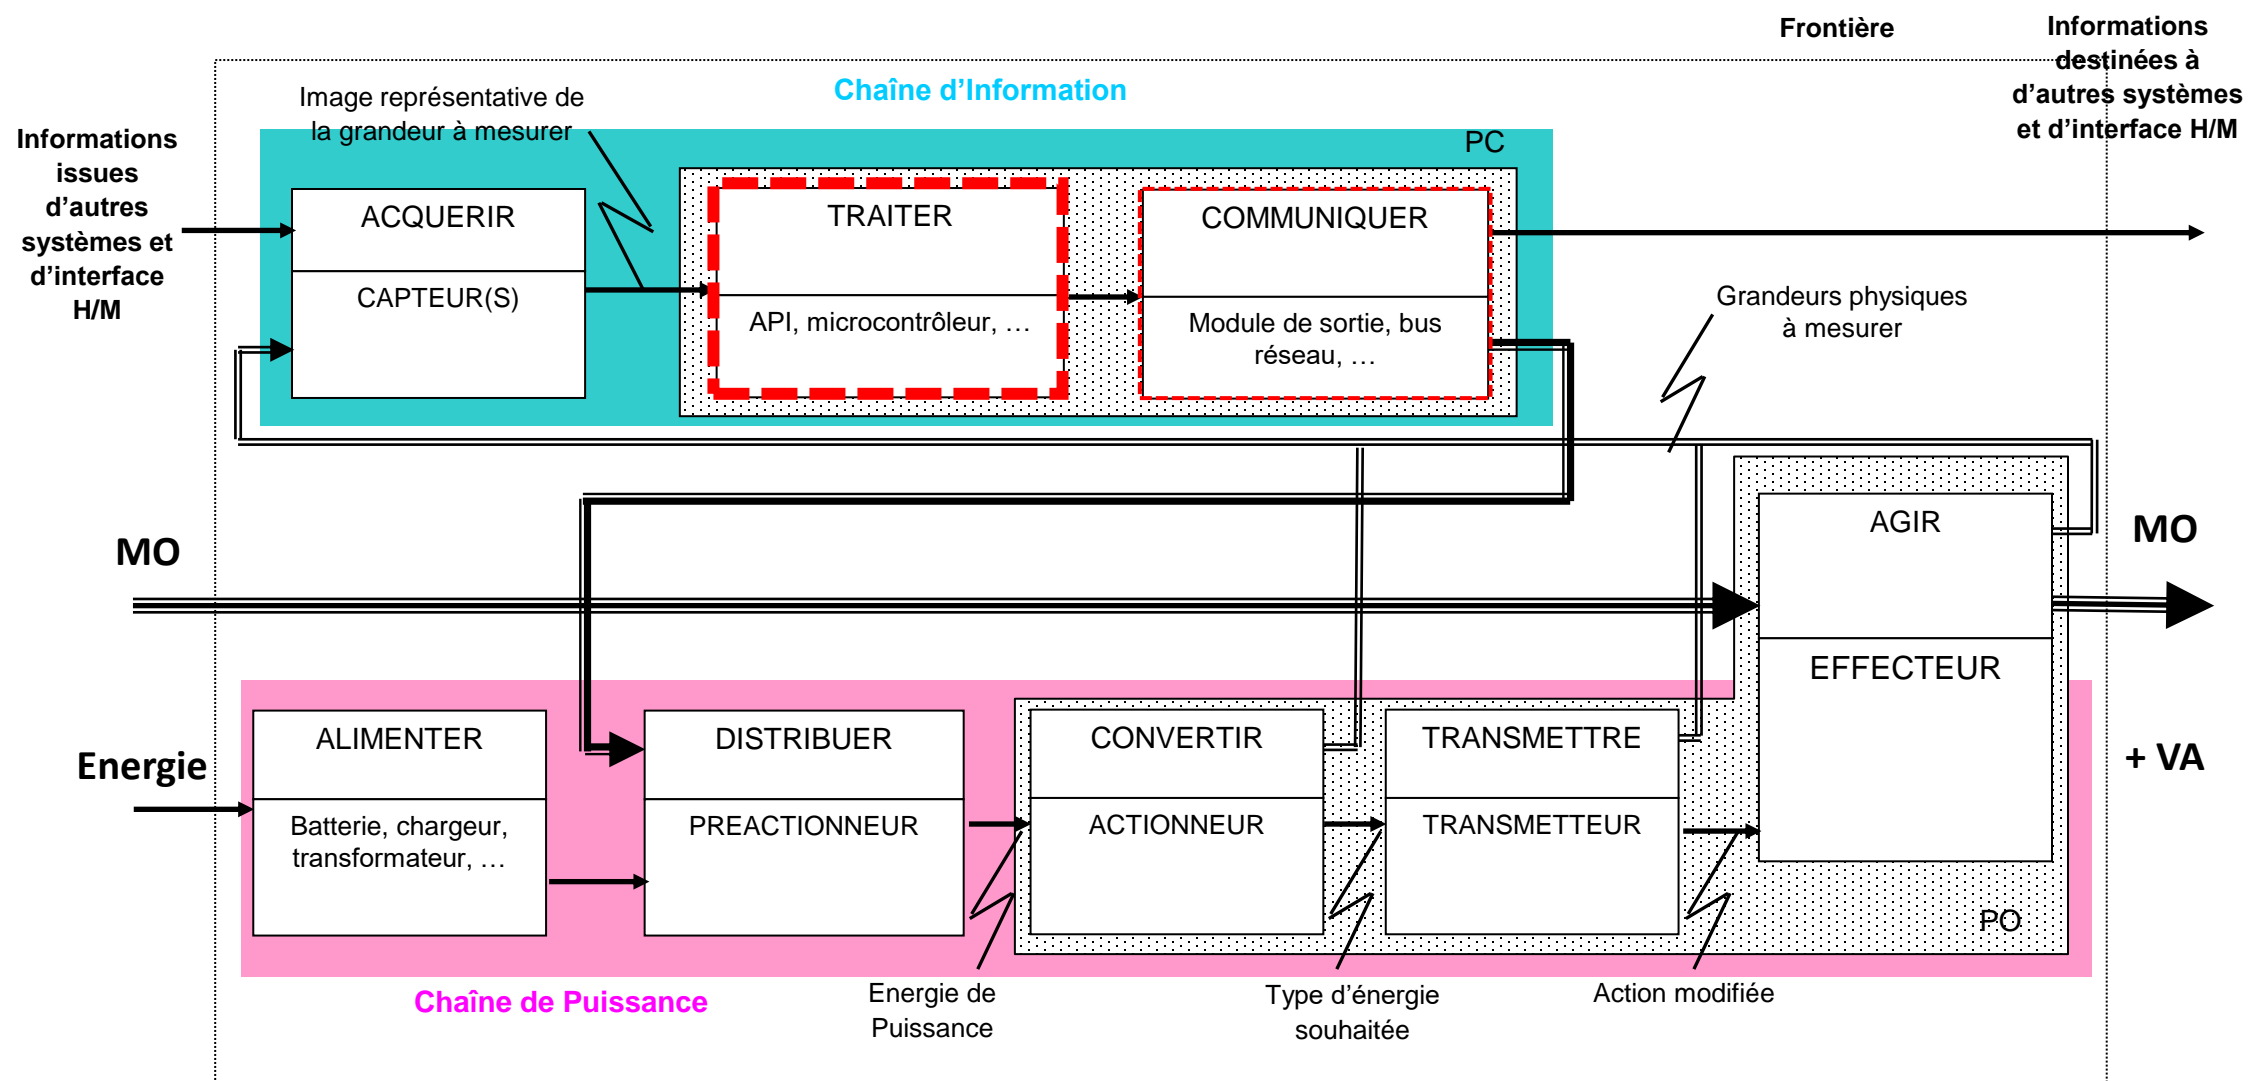 Frontière
Informations
destinées à
d'autres systèmes
et d'interface H/M
Chaîne d'Information
Image représentative de
la grandeur à mesurer
Informations
issues
d'autres
systèmes et
d'interface
H/M
PC
ACQUERIR
CAPTEUR(S)
TRAITER
API, microcontrôleur, …
COMMUNIQUER
Module de sortie, bus
réseau, …
Grandeurs physiques
à mesurer
MO
AGIR
EFFECTEUR
MO
Energie
ALIMENTER
Batterie, chargeur,
transformateur, …
DISTRIBUER
PREACTIONNEUR
CONVERTIR
ACTIONNEUR
TRANSMETTRE
TRANSMETTEUR
+ VA
PO
Chaîne de Puissance
Energie de
Puissance
Type d'énergie
souhaitée
Action modifiée